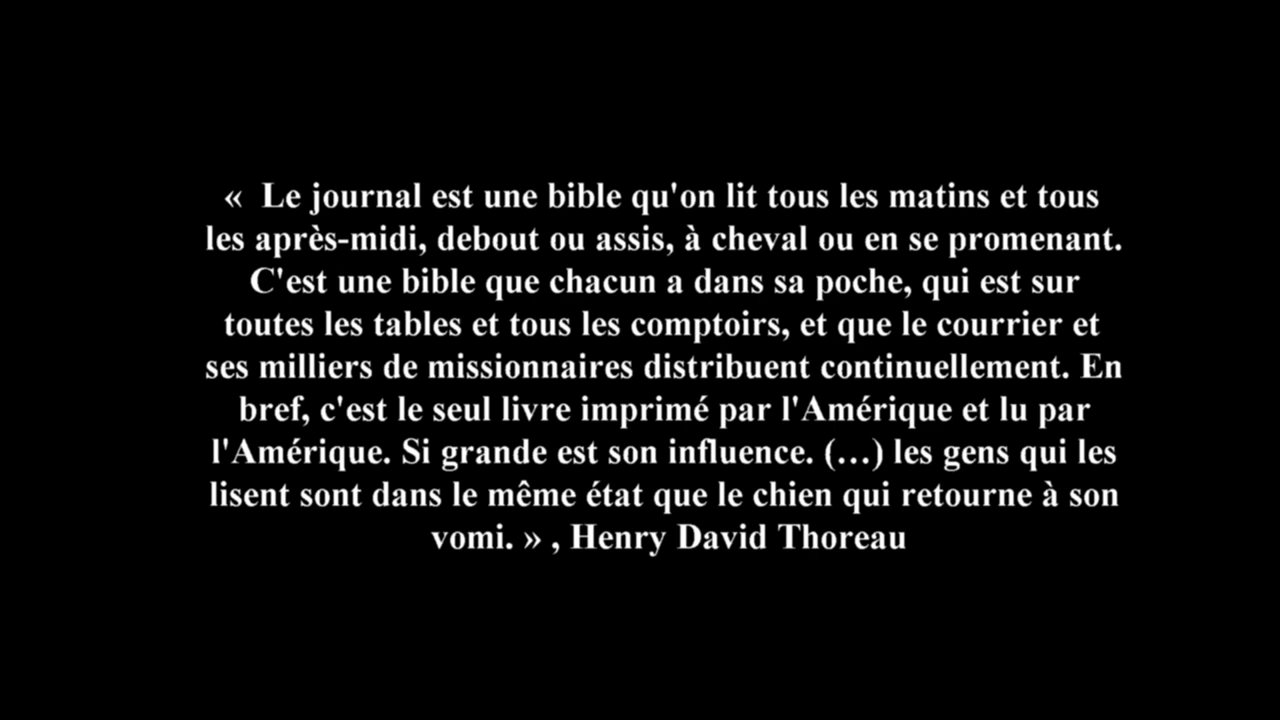 «  Le journal est une bible qu'on lit tous les matins et tous
les après-midi, debout ou assis, à cheval ou en se promenant.
C'est une bible que chacun a dans sa poche, qui est sur
toutes les tables et tous les comptoirs, et que le courrier et
ses milliers de missionnaires distribuent continuellement. En
bref, c'est le seul livre imprimé par l'Amérique et lu par
l'Amérique. Si grande est son influence. (…) les gens qui les
lisent sont dans le même état que le chien qui retourne à son
vomi. » , Henry David Thoreau